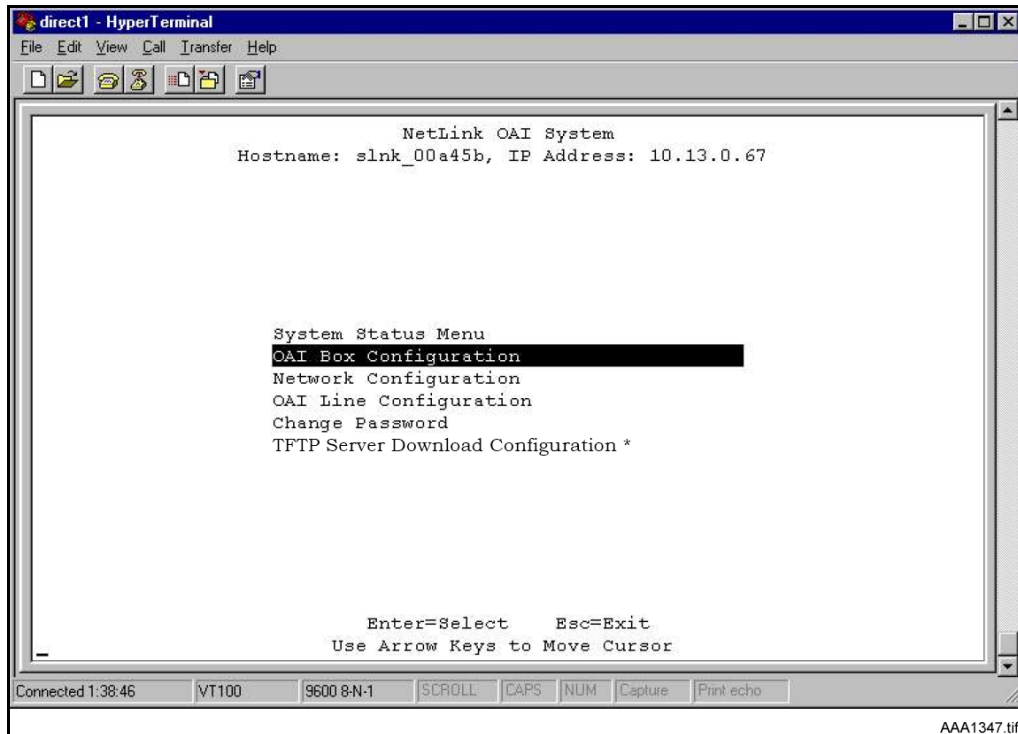 direct1 - HyperTerminal
File Edit View Call Transfer Help
NetLink OAI System
Hostname: slnk_00a45b, IP Address: 10.13.0.67
System Status Menu
OAI Box Configuration
Network Configuration
OAI Line Configuration
Change Password
TFTP Server Download Configuration *
Enter=Select Esc=Exit
Use Arrow Keys to Move Cursor
Connected 1:38:46 VT100 9600 8-N-1 SCROLL CAPS NUM Capture Print echo
AAA1347.tif